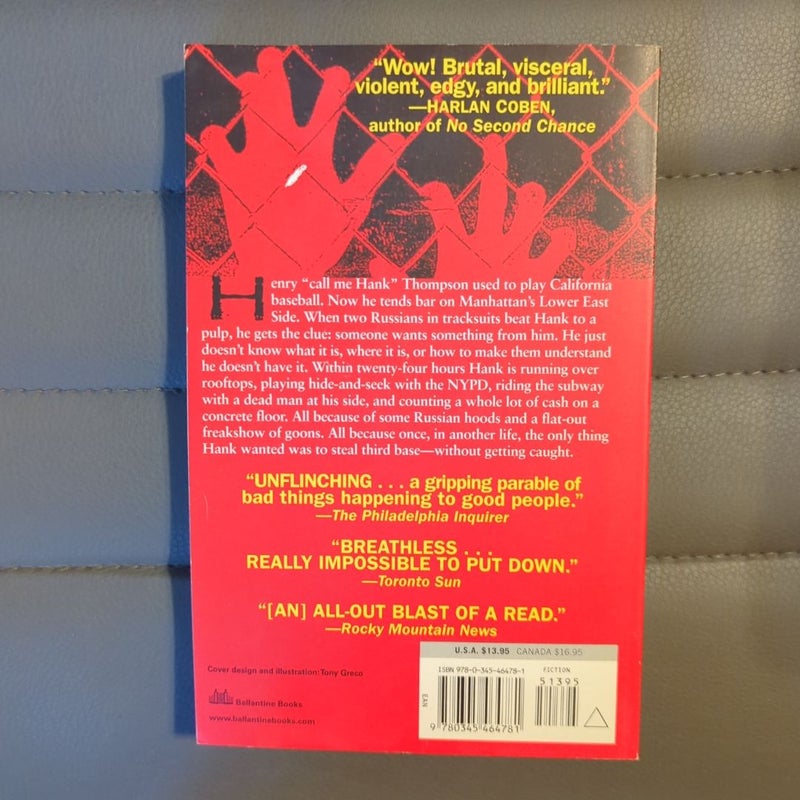 “Wow! Brutal, visceral,
violent, edgy, and brilliant.”
—HARLAN COBEN,
author of No Second Chance
Henry “call me Hank” Thompson used to play California
baseball. Now he tends bar on Manhattan’s Lower East
Side. When two Russians in tracksuits beat Hank to a
pulp, he gets the clue: someone wants something from him. He just
doesn’t know what it is, where it is, or how to make them understand
he doesn’t have it. Within twenty-four hours Hank is running over
rooftops, playing hide-and-seek with the NYPD, riding the subway
with a dead man at his side, and counting a whole lot of cash on a
concrete floor. All because of some Russian hoods and a flat-out
freakshow of goons. All because once, in another life, the only thing
Hank wanted was to steal third base—without getting caught.
“UNFLINCHING . . . a gripping parable of
bad things happening to good people.”
—The Philadelphia Inquirer
“BREATHLESS . . .
REALLY IMPOSSIBLE TO PUT DOWN.”
—Toronto Sun
“[AN] ALL-OUT BLAST OF A READ.”
—Rocky Mountain News
U.S.A. $13.95 CANADA $16.95
ISBN 978-0-345-46478-1 FICTION
51395
EAN
9 780345 464781
Cover design and illustration: Tony Greco
Ballantine Books
www.ballantinebooks.com